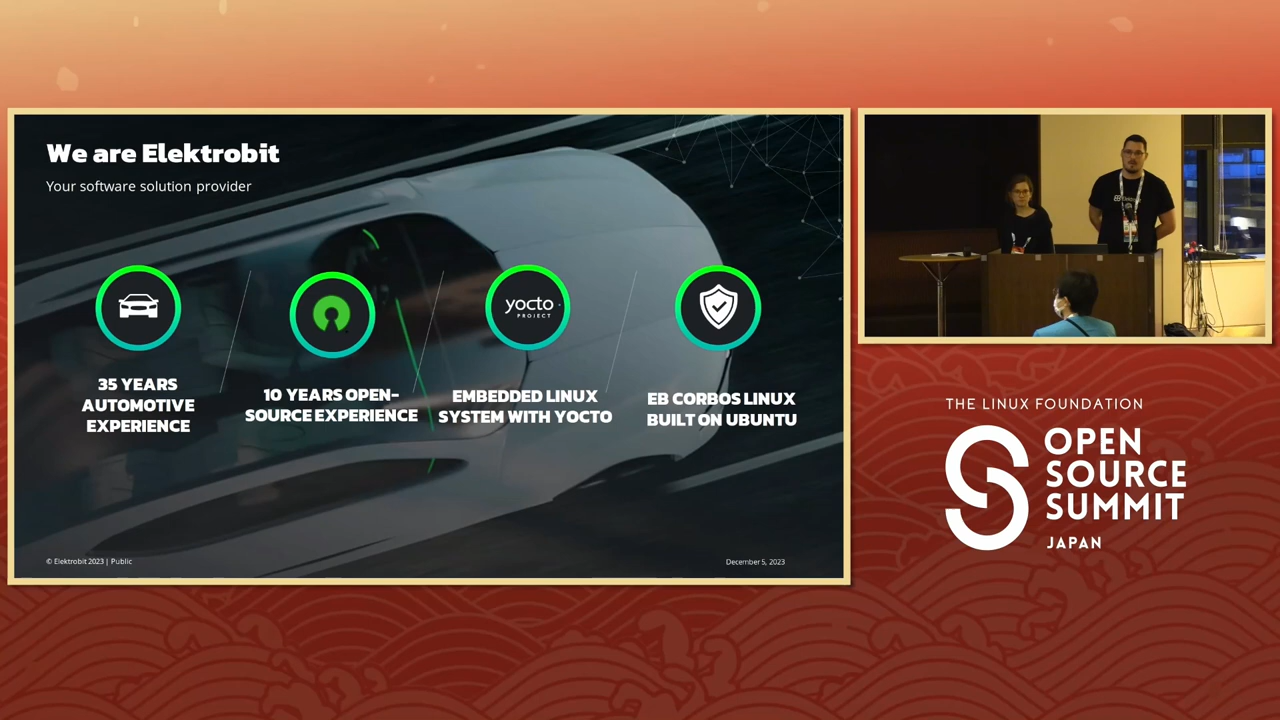 We are Elektrobit
Your software solution provider
35 YEARS
AUTOMOTIVE
EXPERIENCE
10 YEARS OPEN-
SOURCE EXPERIENCE
yocto
PROJECT
EMBEDDED LINUX
SYSTEM WITH YOCTO
EB CORBOS LINUX
BUILT ON UBUNTU
© Elektrobit 2023 | Public
December 5, 2023
THE LINUX FOUNDATION
OPEN
SOURCE
SUMMIT
JAPAN